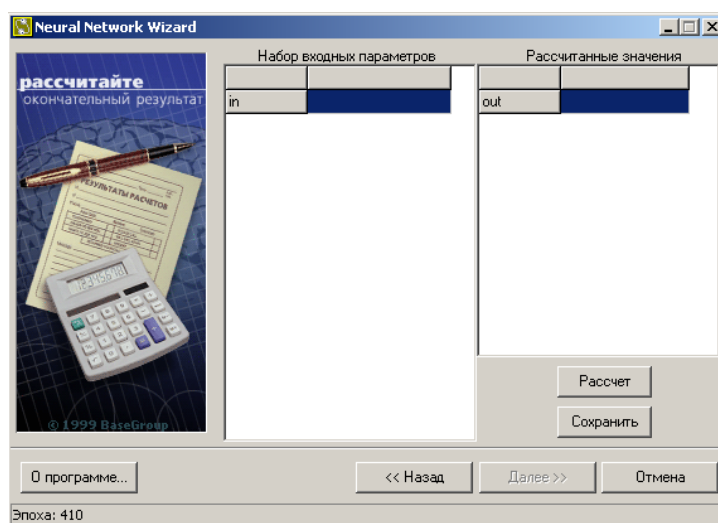 Neural Network Wizard
рассчитайте
окончательный результат
РЕЗУЛЬТАТЫ РАСЧЕТОВ
12345678
© 1999 BaseGroup
Набор входных параметров
in
Рассчитанные значения
out
Рассчет
Сохранить
О программе...
<< Назад
Далее >>
Отмена
Эпоха: 410